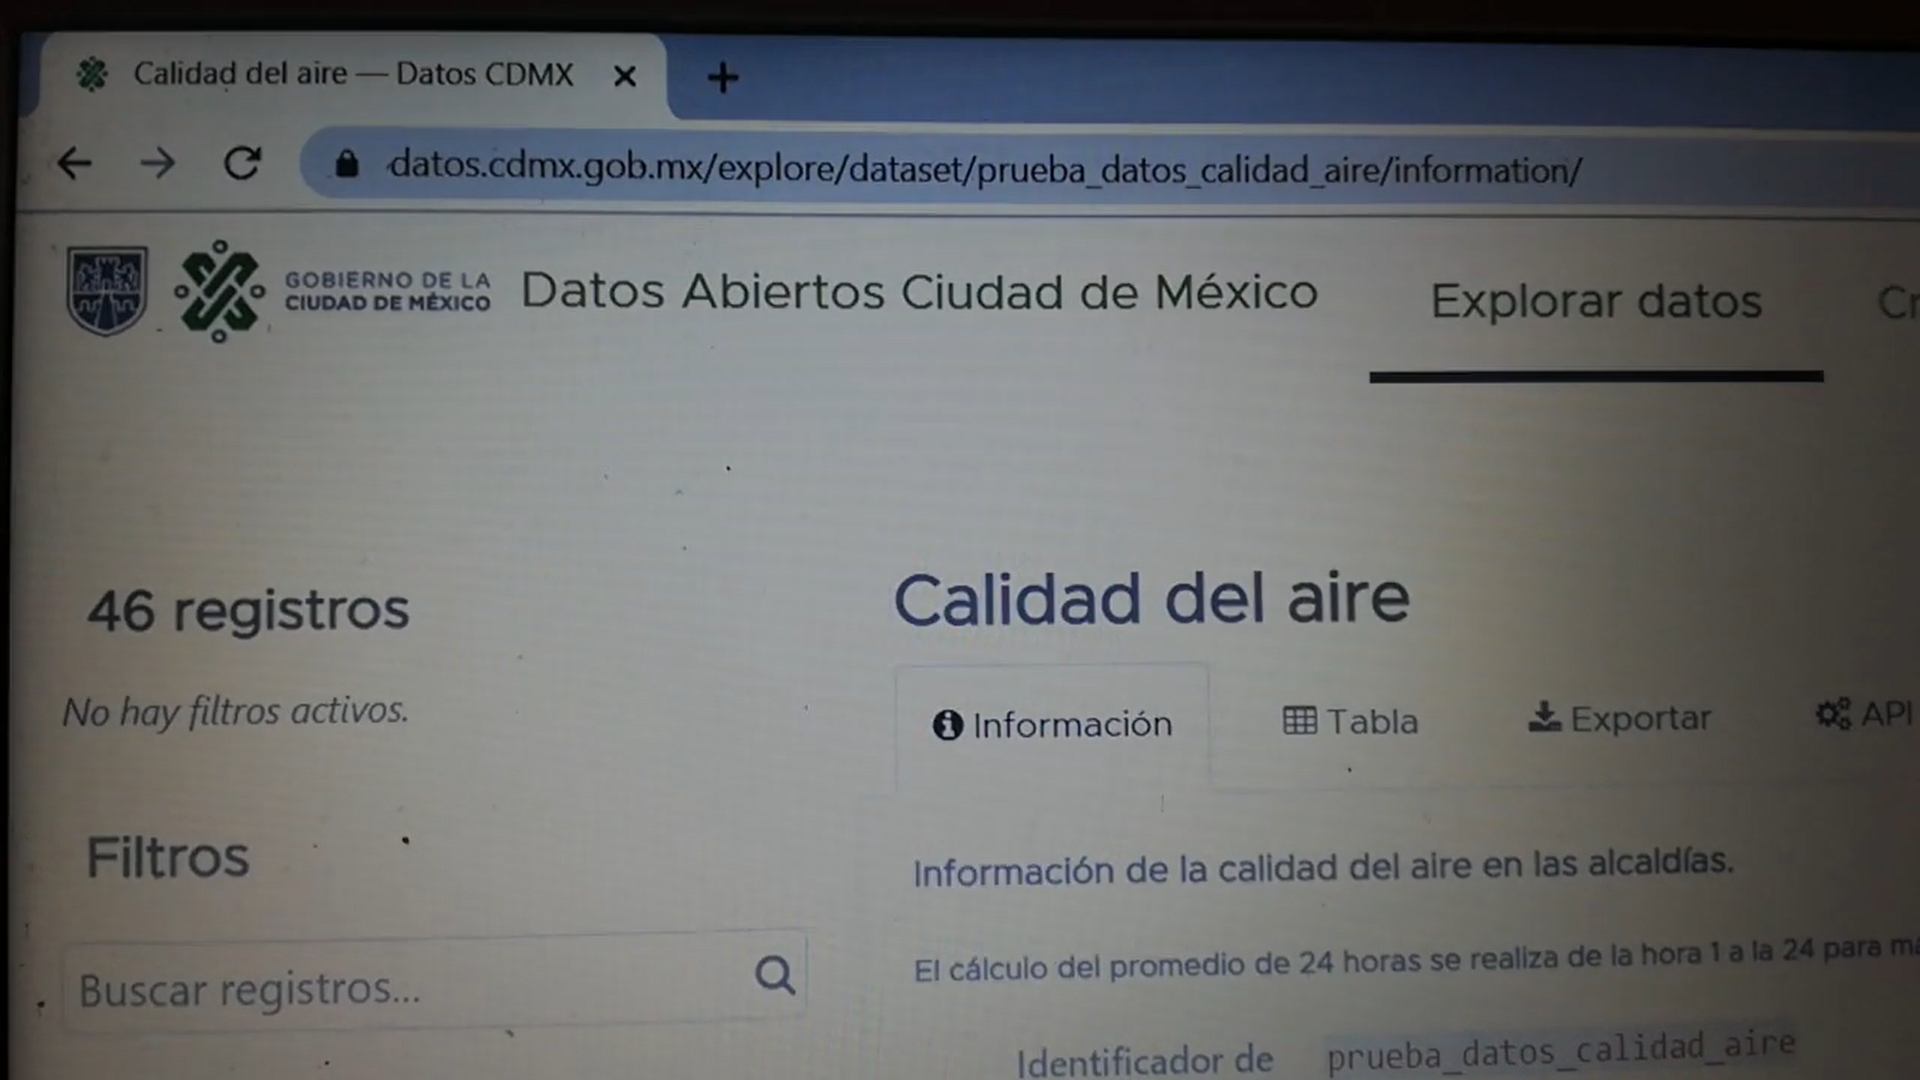 Calidad del aire — Datos CDMX
datos.cdmx.gob.mx/explore/dataset/prueba_datos_calidad_aire/information/
GOBIERNO DE LA
CIUDAD DE MÉXICO
Datos Abiertos Ciudad de México
Explorar datos
46 registros
No hay filtros activos.
Filtros
Buscar registros...
Calidad del aire
Información
Tabla
Exportar
API
Información de la calidad del aire en las alcaldías.
El cálculo del promedio de 24 horas se realiza de la hora 1 a la 24 para
Identificador de prueba_datos_calidad_aire